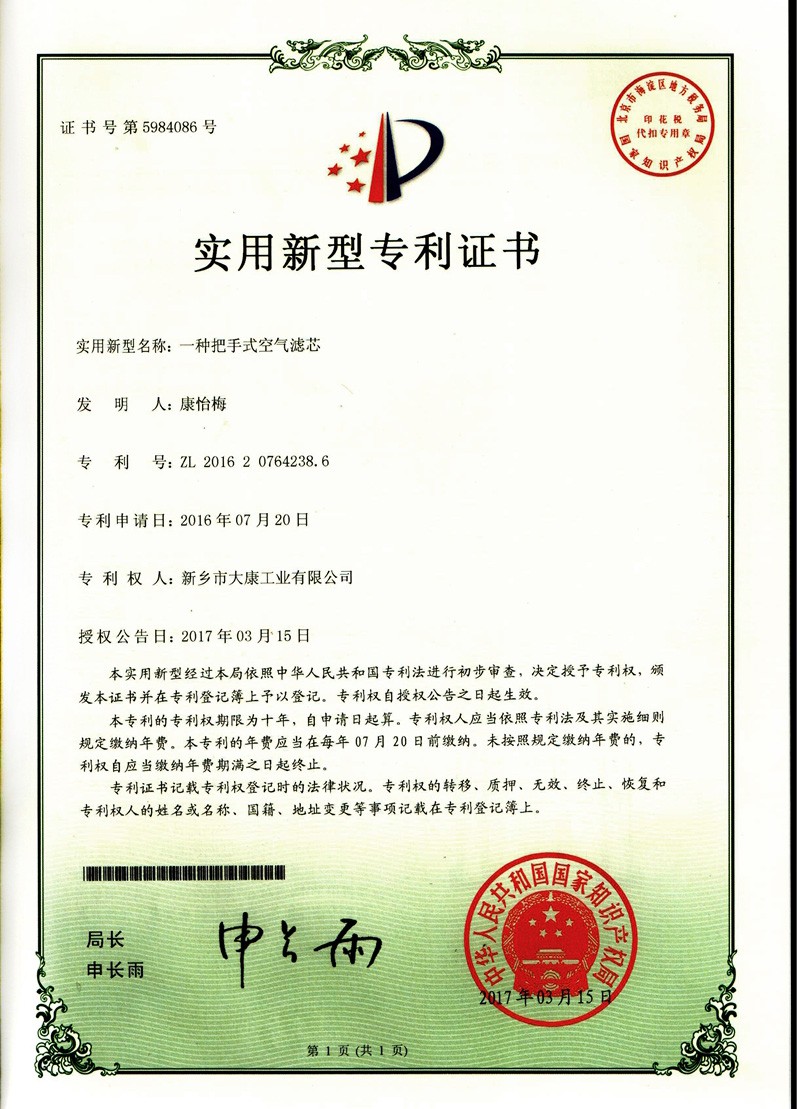 证书号第5984086号
北京市海淀区地方税务局
印花税
代扣专用章
国家知识产权局
实用新型专利证书
实用新型名称：一种把手式空气滤芯
发明人：康怡梅
专利号：ZL 2016 2 0764238.6
专利申请日：2016年07月20日
专利权人：新乡市大康工业有限公司
授权公告日：2017年03月15日
本实用新型经过本局依照中华人民共和国专利法进行初步审查，决定授予专利权，颁
发本证书并在专利登记簿上予以登记。专利权自授权公告之日起生效。
本专利的专利权期限为十年，自申请日起算。专利权人应当依照专利法及其实施细则
规定缴纳年费。本专利的年费应当在每年07月20日前缴纳。未按照规定缴纳年费的，专
利权自应当缴纳年费期满之日起终止。
专利证书记载专利权登记时的法律状况。专利权的转移、质押、无效、终止、恢复和
专利权人的姓名或名称、国籍、地址变更等事项记载在专利登记簿上。
局长
申长雨
申长雨
中华人民共和国国家知识产权局
2017年03月15日
第1页(共1页)